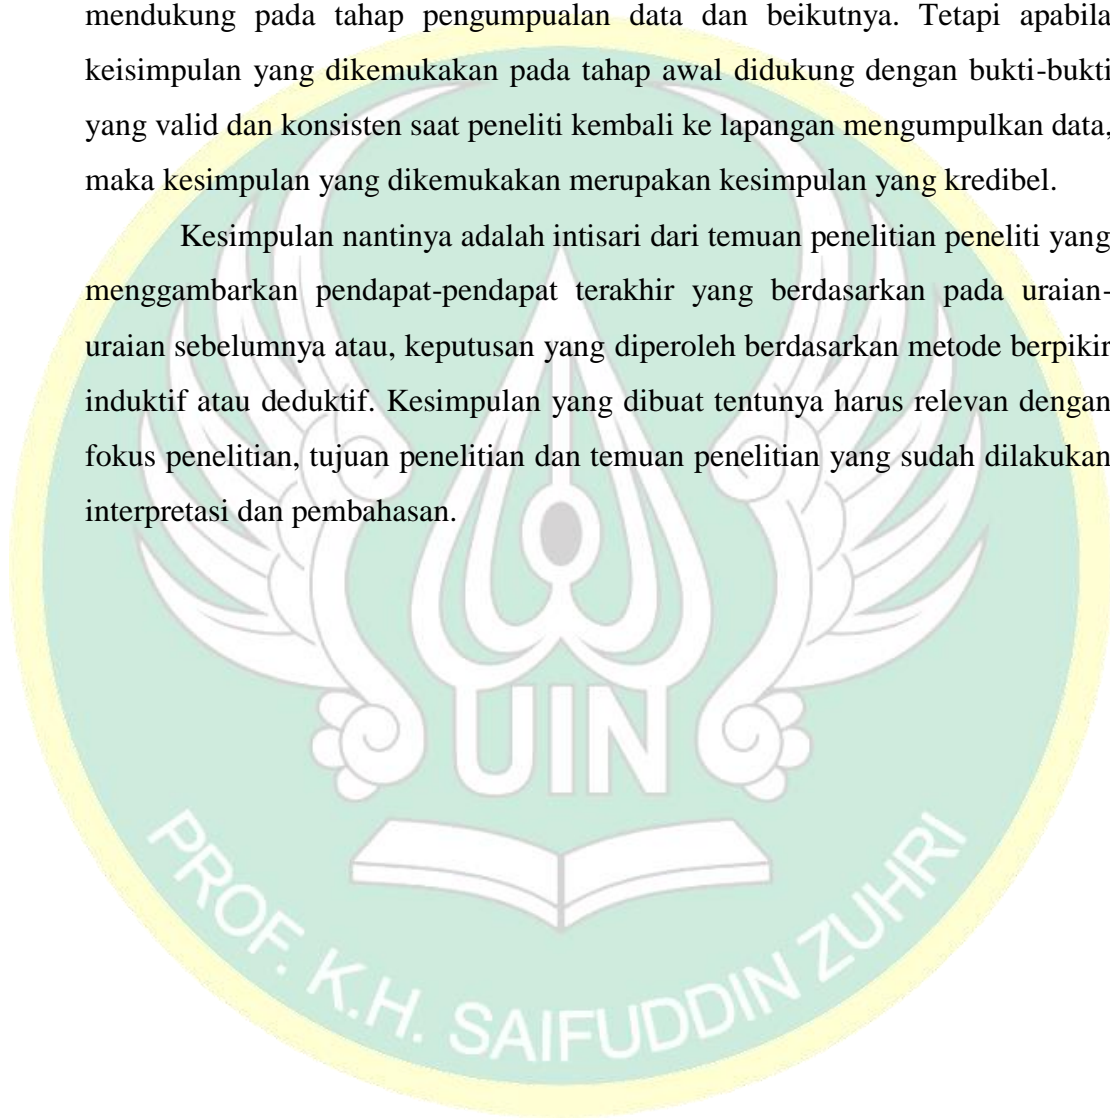 mendukung pada tahap pengumpualan data dan beikutnya. Tetapi apabila
keisimpulan yang dikemukakan pada tahap awal didukung dengan bukti-bukti
yang valid dan konsisten saat peneliti kembali ke lapangan mengumpulkan data,
maka kesimpulan yang dikemukakan merupakan kesimpulan yang kredibel.
Kesimpulan nantinya adalah intisari dari temuan penelitian peneliti yang
menggambarkan pendapat-pendapat terakhir yang berdasarkan pada uraian-
uraian sebelumnya atau, keputusan yang diperoleh berdasarkan metode berpikir
induktif atau deduktif. Kesimpulan yang dibuat tentunya harus relevan dengan
fokus penelitian, tujuan penelitian dan temuan penelitian yang sudah dilakukan
interpretasi dan pembahasan.
UIN
PROF. K.H. SAIFUDDIN ZUHRI